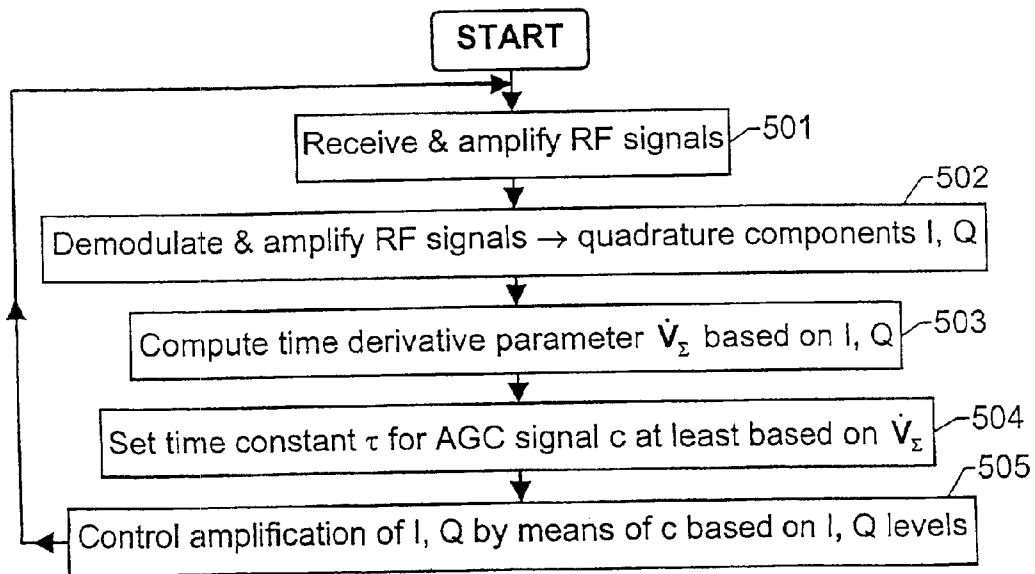 START
Receive & amplify RF signals
501
502
Demodulate & amplify RF signals → quadrature components I, Q
Compute time derivative parameter V̇_Σ based on I, Q
503
Set time constant τ for AGC signal c at least based on V̇_Σ
504
505
Control amplification of I, Q by means of c based on I, Q levels